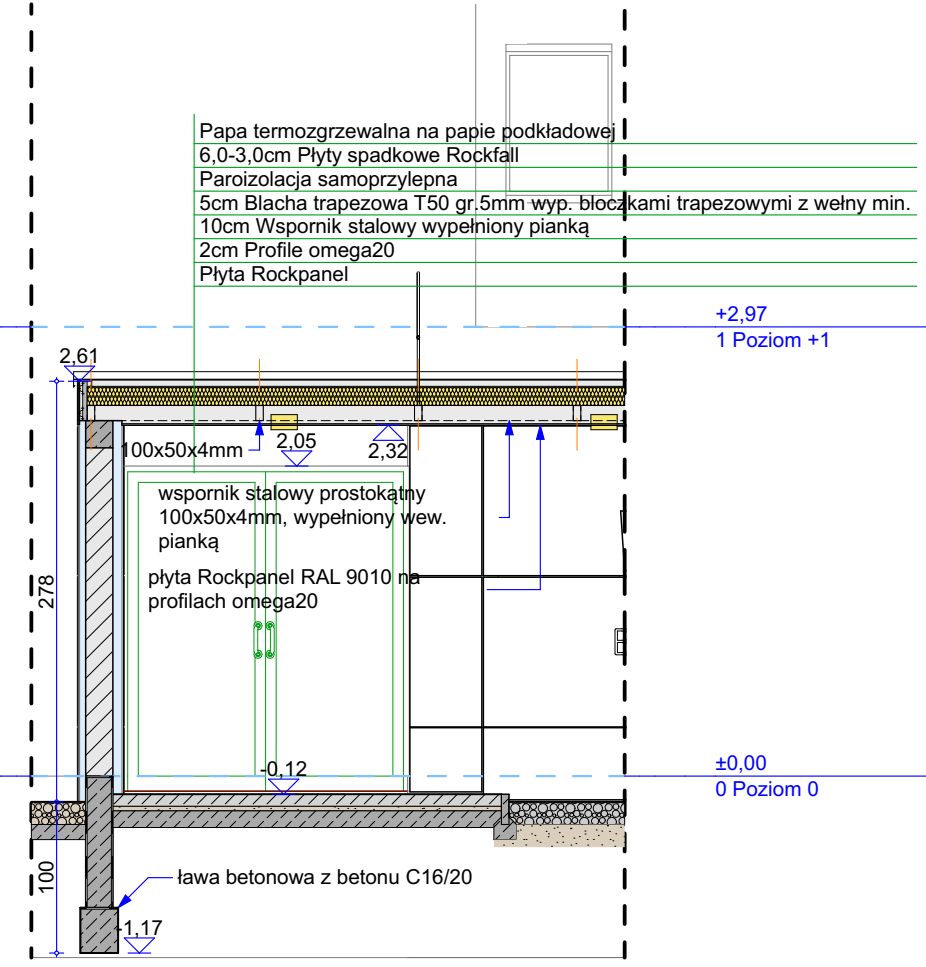 Papa termozgrzewalna na papie podkładowej
6,0-3,0cm Płyty spadkowe Rockfall
Paroizolacja samoprzylepna
5cm Blacha trapezowa T50 gr.5mm wyp. bloczkami trapezowymi z wełny min.
10cm Wspornik stalowy wypełniony pianką
2cm Profile omega20
Płyta Rockpanel
+2,97
1 Poziom +1
2,61
100x50x4mm
2,05
2,32
wspornik stalowy prostokątny
100x50x4mm, wypełniony wew.
pianką
płyta Rockpanel RAL 9010 na
profilach omega20
278
-0,12
±0,00
0 Poziom 0
100
ława betonowa z betonu C16/20
-1,17